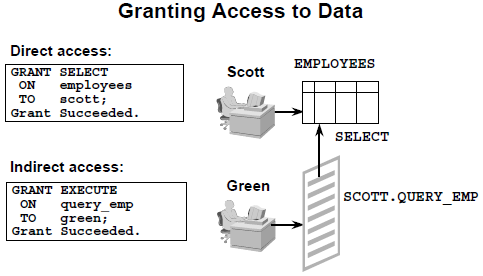 Granting Access to Data
Direct access:
GRANT SELECT
ON employees
TO scott;
Grant Succeeded.
Scott
EMPLOYEES
SELECT
Indirect access:
GRANT EXECUTE
ON query_emp
TO green;
Grant Succeeded.
Green
SCOTT.QUERY_EMP